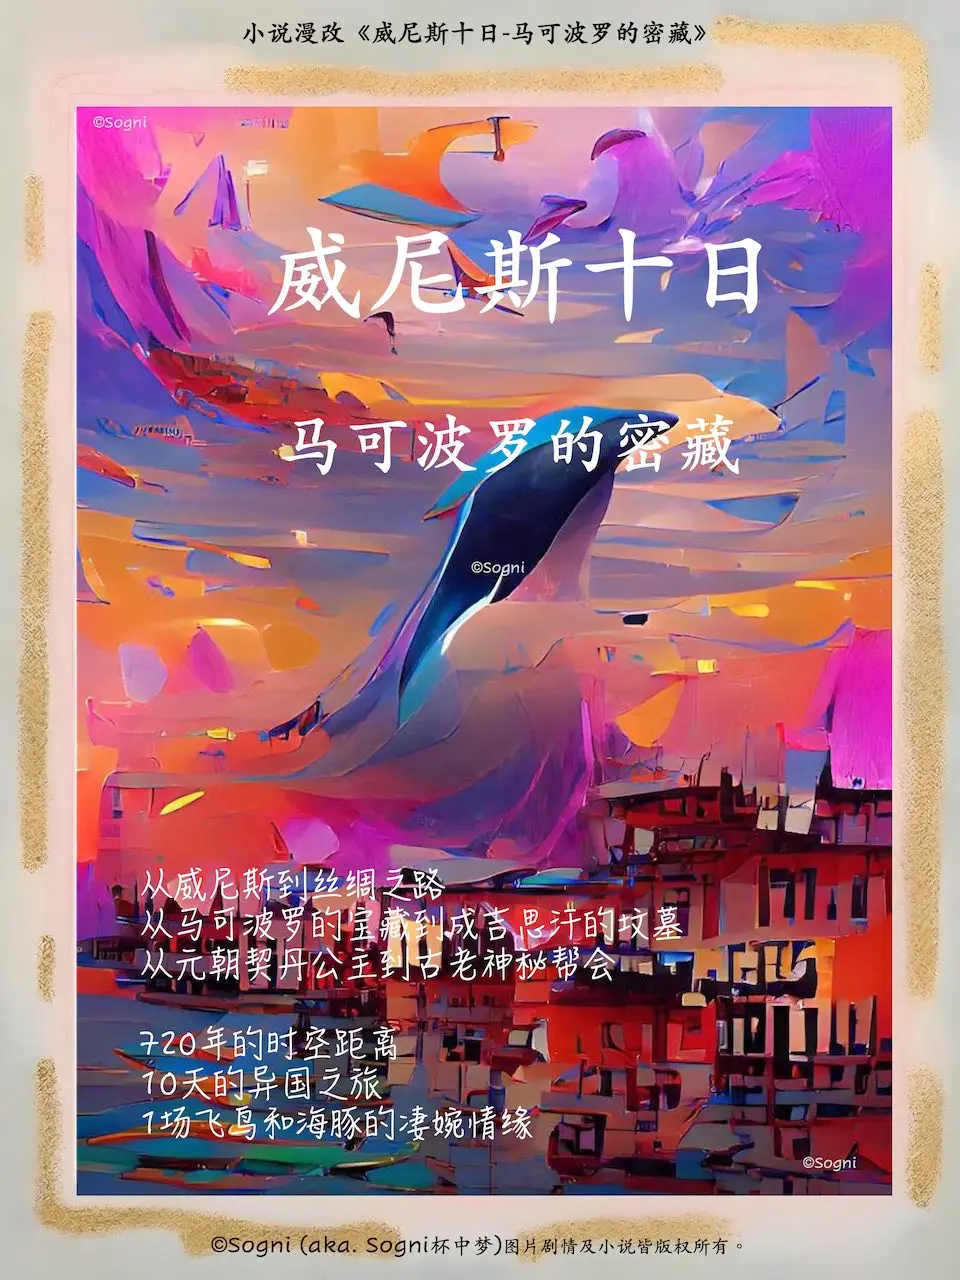 小说漫改《威尼斯十日-马可波罗的密藏》
©Sogni
威尼斯十日
马可波罗的密藏
©Sogni
从威尼斯到丝绸之路
从马可波罗的宝藏到成吉思汗的坟墓
从元朝契丹公主到古老神秘帮会
720年的时空距离
10天的异国之旅
1场飞鸟和海豚的凄婉情缘
©Sogni
©Sogni (aka. Sogni杯中梦)图片剧情及小说皆版权所有。